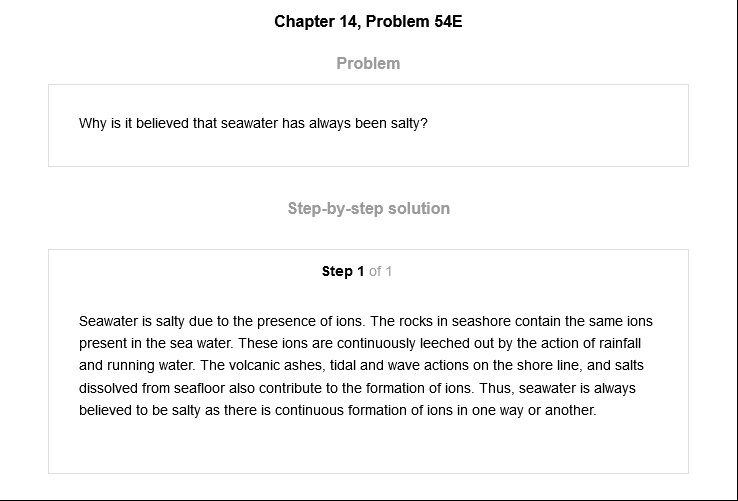 Chapter 14, Problem 54E
Problem
Why is it believed that seawater has always been salty?
Step-by-step solution
Step 1 of 1
Seawater is salty due to the presence of ions. The rocks in seashore contain the same ions
present in the sea water. These ions are continuously leeched out by the action of rainfall
and running water. The volcanic ashes, tidal and wave actions on the shore line, and salts
dissolved from seafloor also contribute to the formation of ions. Thus, seawater is always
believed to be salty as there is continuous formation of ions in one way or another.